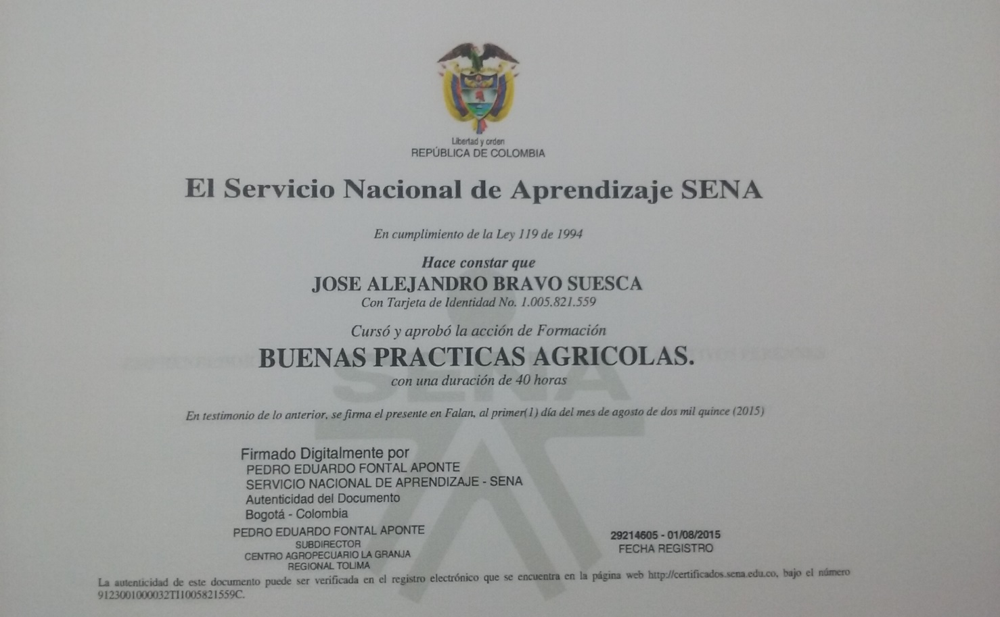 Libertad y orden
REPÚBLICA DE COLOMBIA
El Servicio Nacional de Aprendizaje SENA
En cumplimiento de la Ley 119 de 1994
Hace constar que
JOSE ALEJANDRO BRAVO SUESCA
Con Tarjeta de Identidad No. 1.005.821.559
Cursó y aprobó la acción de Formación
BUENAS PRACTICAS AGRICOLAS.
SENA
con una duración de 40 horas
En testimonio de lo anterior, se firma el presente en Falan, al primer(1) día del mes de agosto de dos mil quince (2015)
Firmado Digitalmente por
PEDRO EDUARDO FONTAL APONTE
SERVICIO NACIONAL DE APRENDIZAJE - SENA
Autenticidad del Documento
Bogotá - Colombia
PEDRO EDUARDO FONTAL APONTE
SUBDIRECTOR
CENTRO AGROPECUARIO LA GRANJA
REGIONAL TOLIMA
29214605 - 01/08/2015
FECHA REGISTRO
La autenticidad de este documento puede ser verificada en el registro electrónico que se encuentra en la página web http://certificados.sena.edu.co, bajo el número
9123001000032TI1005821559C.